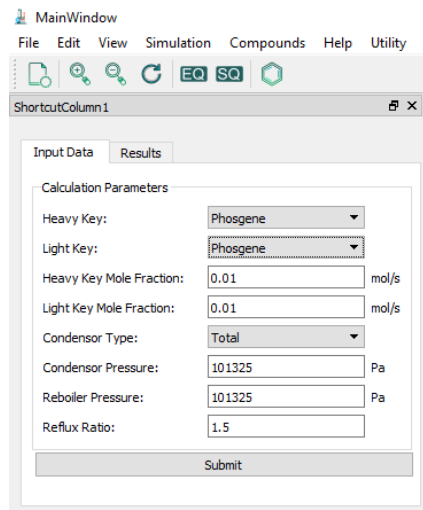 MainWindow
File Edit View Simulation Compounds Help Utility
EQ SQ
ShortcutColumn1
Input Data Results
Calculation Parameters
Heavy Key: Phosgene
Light Key: Phosgene
Heavy Key Mole Fraction: 0.01 mol/s
Light Key Mole Fraction: 0.01 mol/s
Condensor Type: Total
Condensor Pressure: 101325 Pa
Reboiler Pressure: 101325 Pa
Reflux Ratio: 1.5
Submit